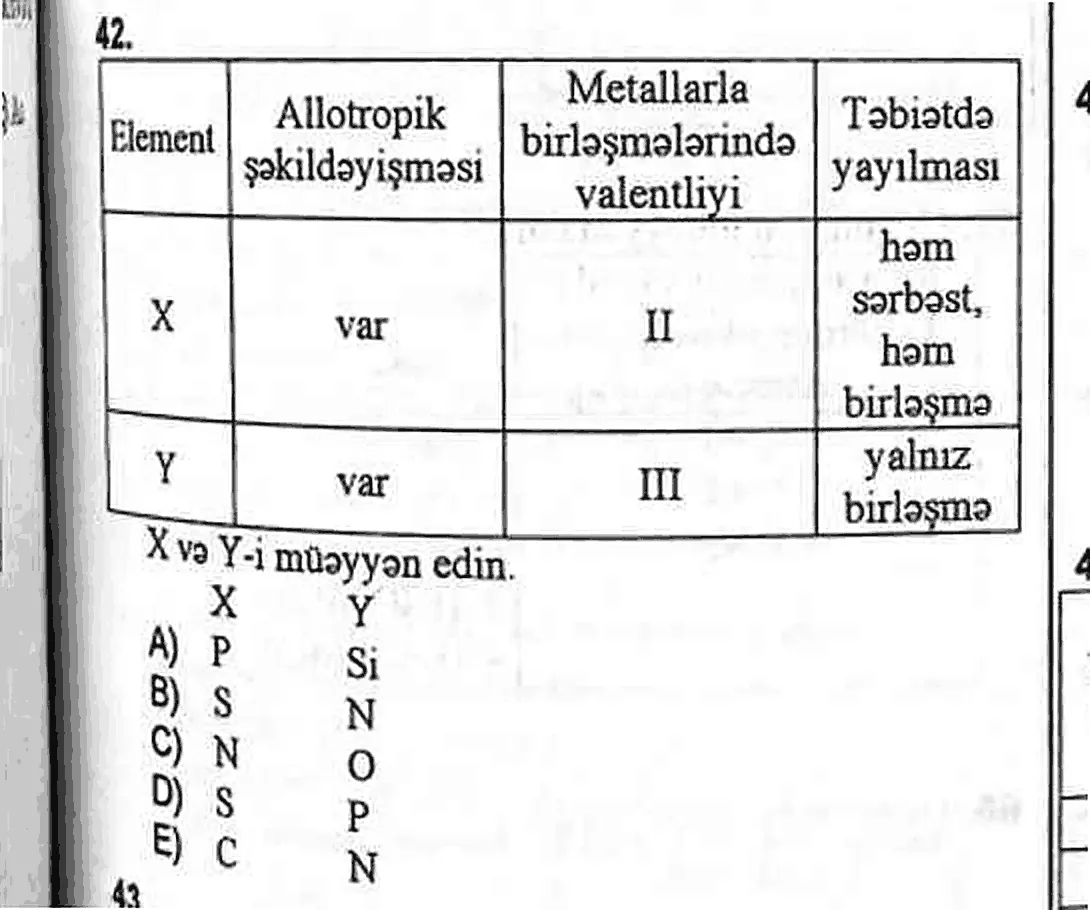 42.
Element
Allotropik
şəkildəyişməsi
Metallarla
birləşmələrində
valentliyi
Təbiətdə
yayılması
X
var
II
həm
sərbəst,
həm
birləşmə
Y
var
III
yalnız
birləşmə
X və Y-i müəyyən edin.
X Y
A) P Si
B) S N
C) N O
D) S P
E) C N
43